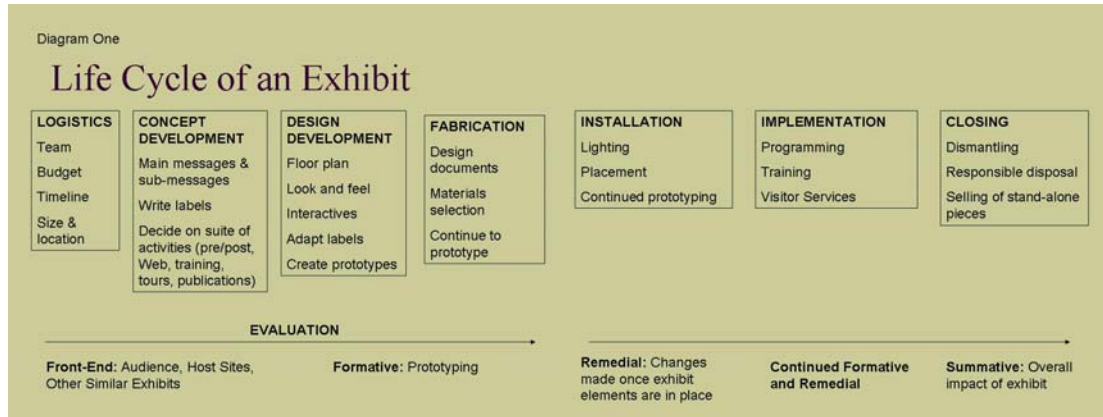 Diagram One
Life Cycle of an Exhibit
LOGISTICS
Team
Budget
Timeline
Size &
location
CONCEPT
DEVELOPMENT
Main messages &
sub-messages
Write labels
Decide on suite of
activities (pre/post,
Web, training,
tours, publications)
DESIGN
DEVELOPMENT
Floor plan
Look and feel
Interactives
Adapt labels
Create prototypes
FABRICATION
Design
documents
Materials
selection
Continue to
prototype
INSTALLATION
Lighting
Placement
Continued prototyping
IMPLEMENTATION
Programming
Training
Visitor Services
CLOSING
Dismantling
Responsible disposal
Selling of stand-alone
pieces
EVALUATION
Front-End: Audience, Host Sites,
Other Similar Exhibits
Formative: Prototyping
Remedial: Changes
made once exhibit
elements are in place
Continued Formative
and Remedial
Summative: Overall
impact of exhibit